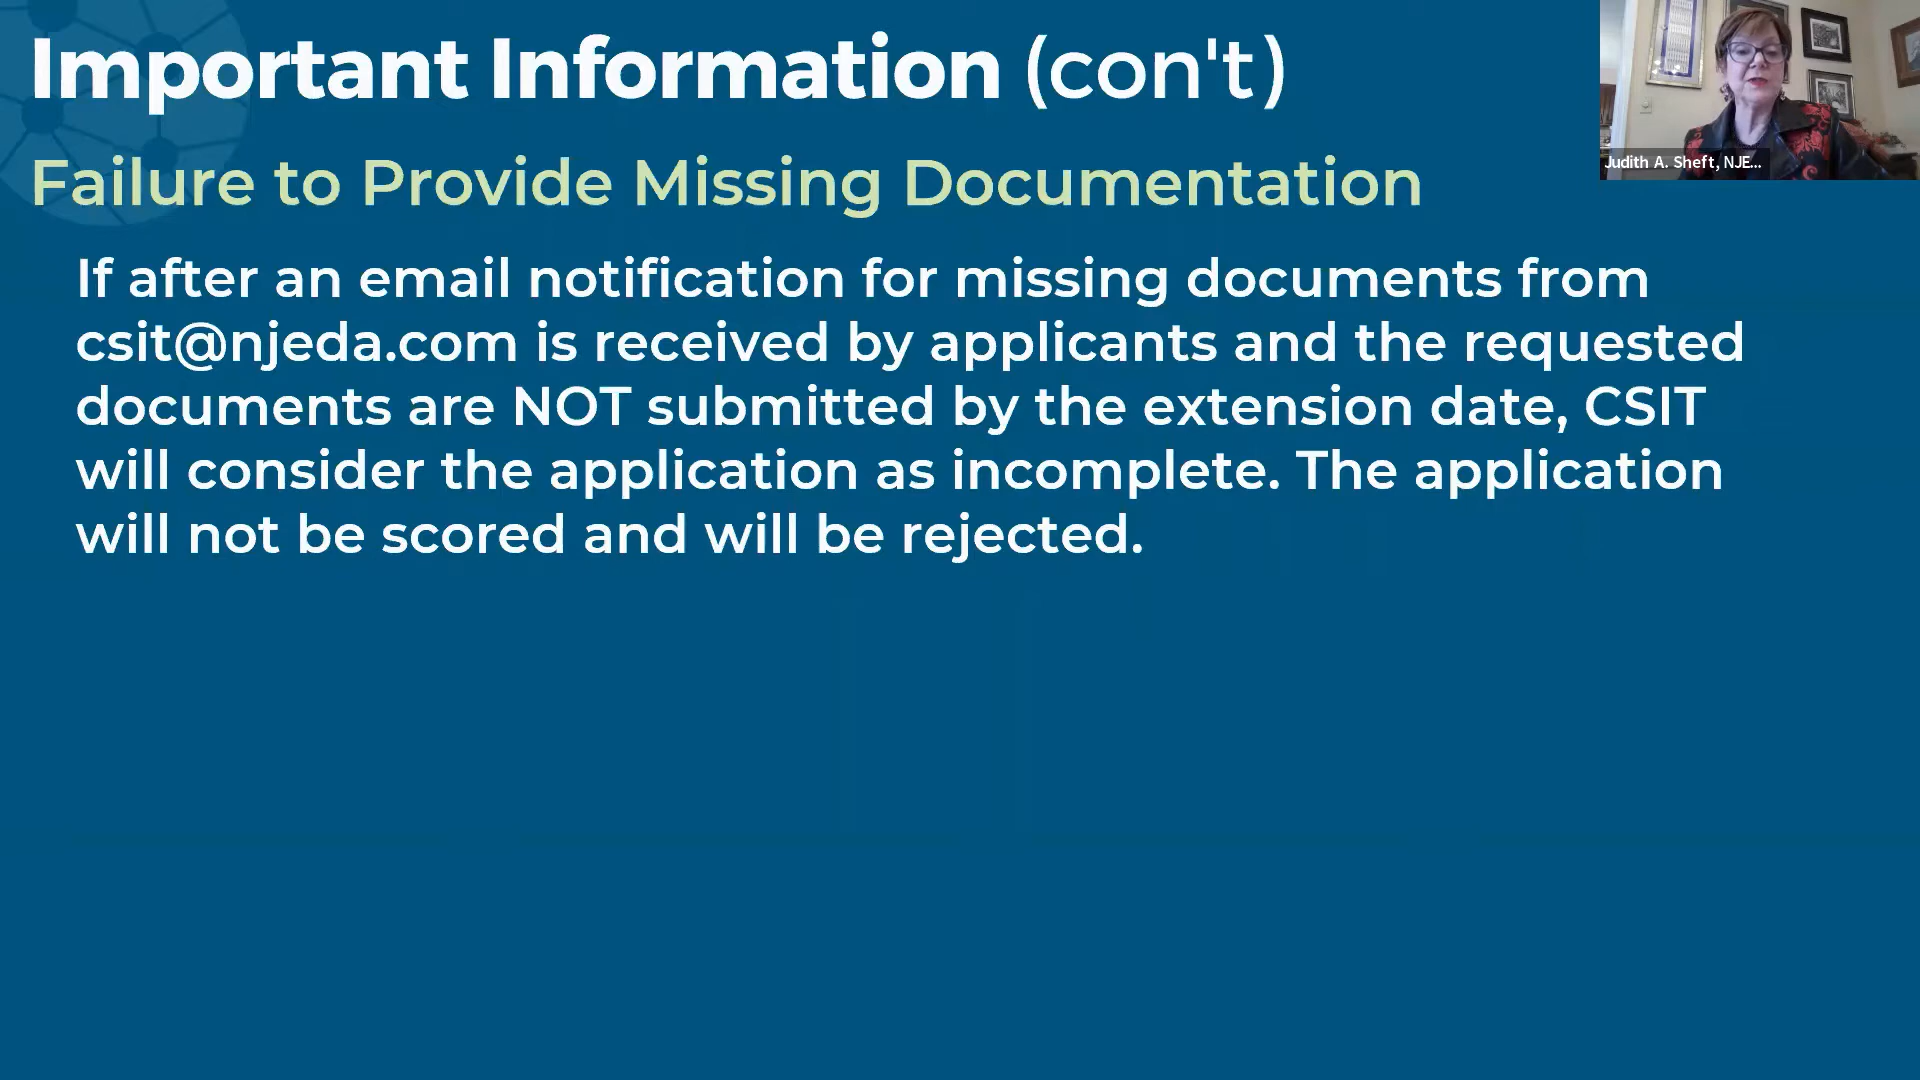 Important Information (con't)
Failure to Provide Missing Documentation
If after an email notification for missing documents from
csit@njeda.com is received by applicants and the requested
documents are NOT submitted by the extension date, CSIT
will consider the application as incomplete. The application
will not be scored and will be rejected.
Judith A. Sheft, NJE...